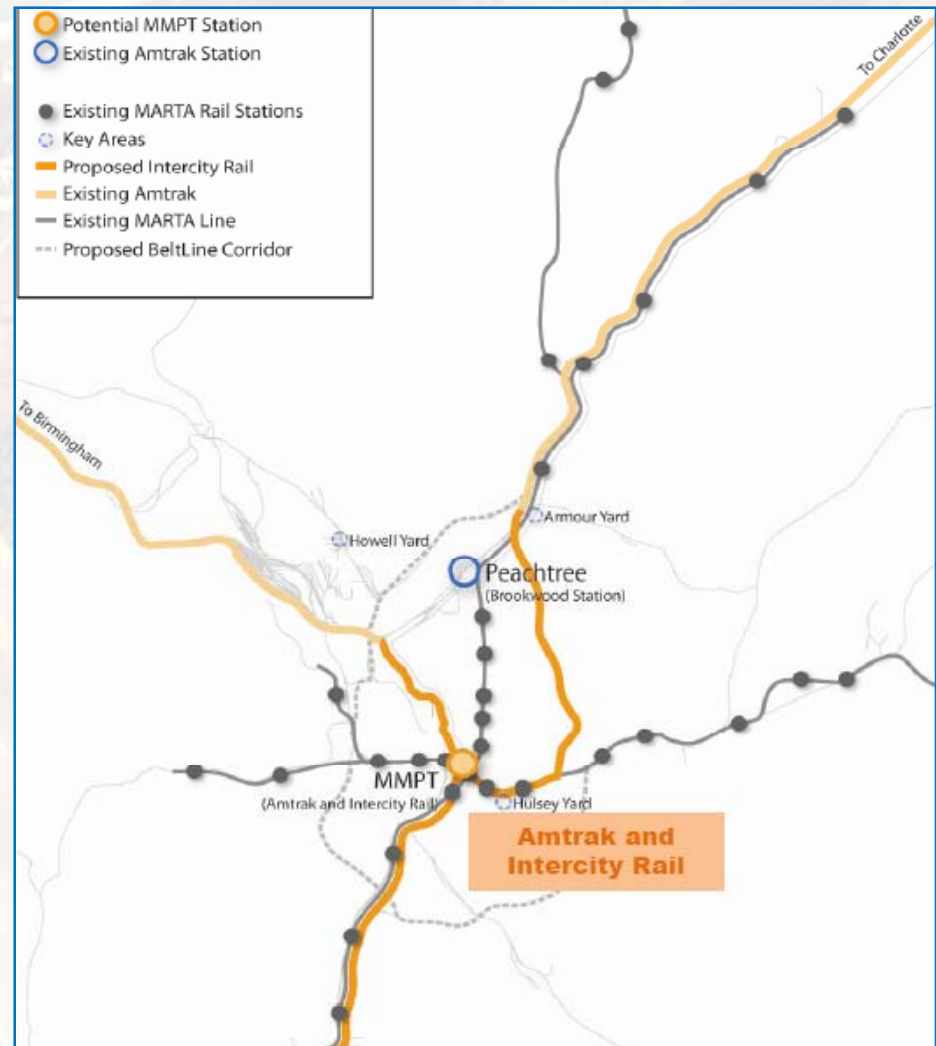 Potential MMPT Station
Existing Amtrak Station
Existing MARTA Rail Stations
Key Areas
Proposed Intercity Rail
Existing Amtrak
Existing MARTA Line
Proposed BeltLine Corridor
To Charlotte
To Birmingham
Armour Yard
Howell Yard
Peachtree
(Brookwood Station)
MMPT
(Amtrak and Intercity Rail)
Hulsey Yard
Amtrak and
Intercity Rail